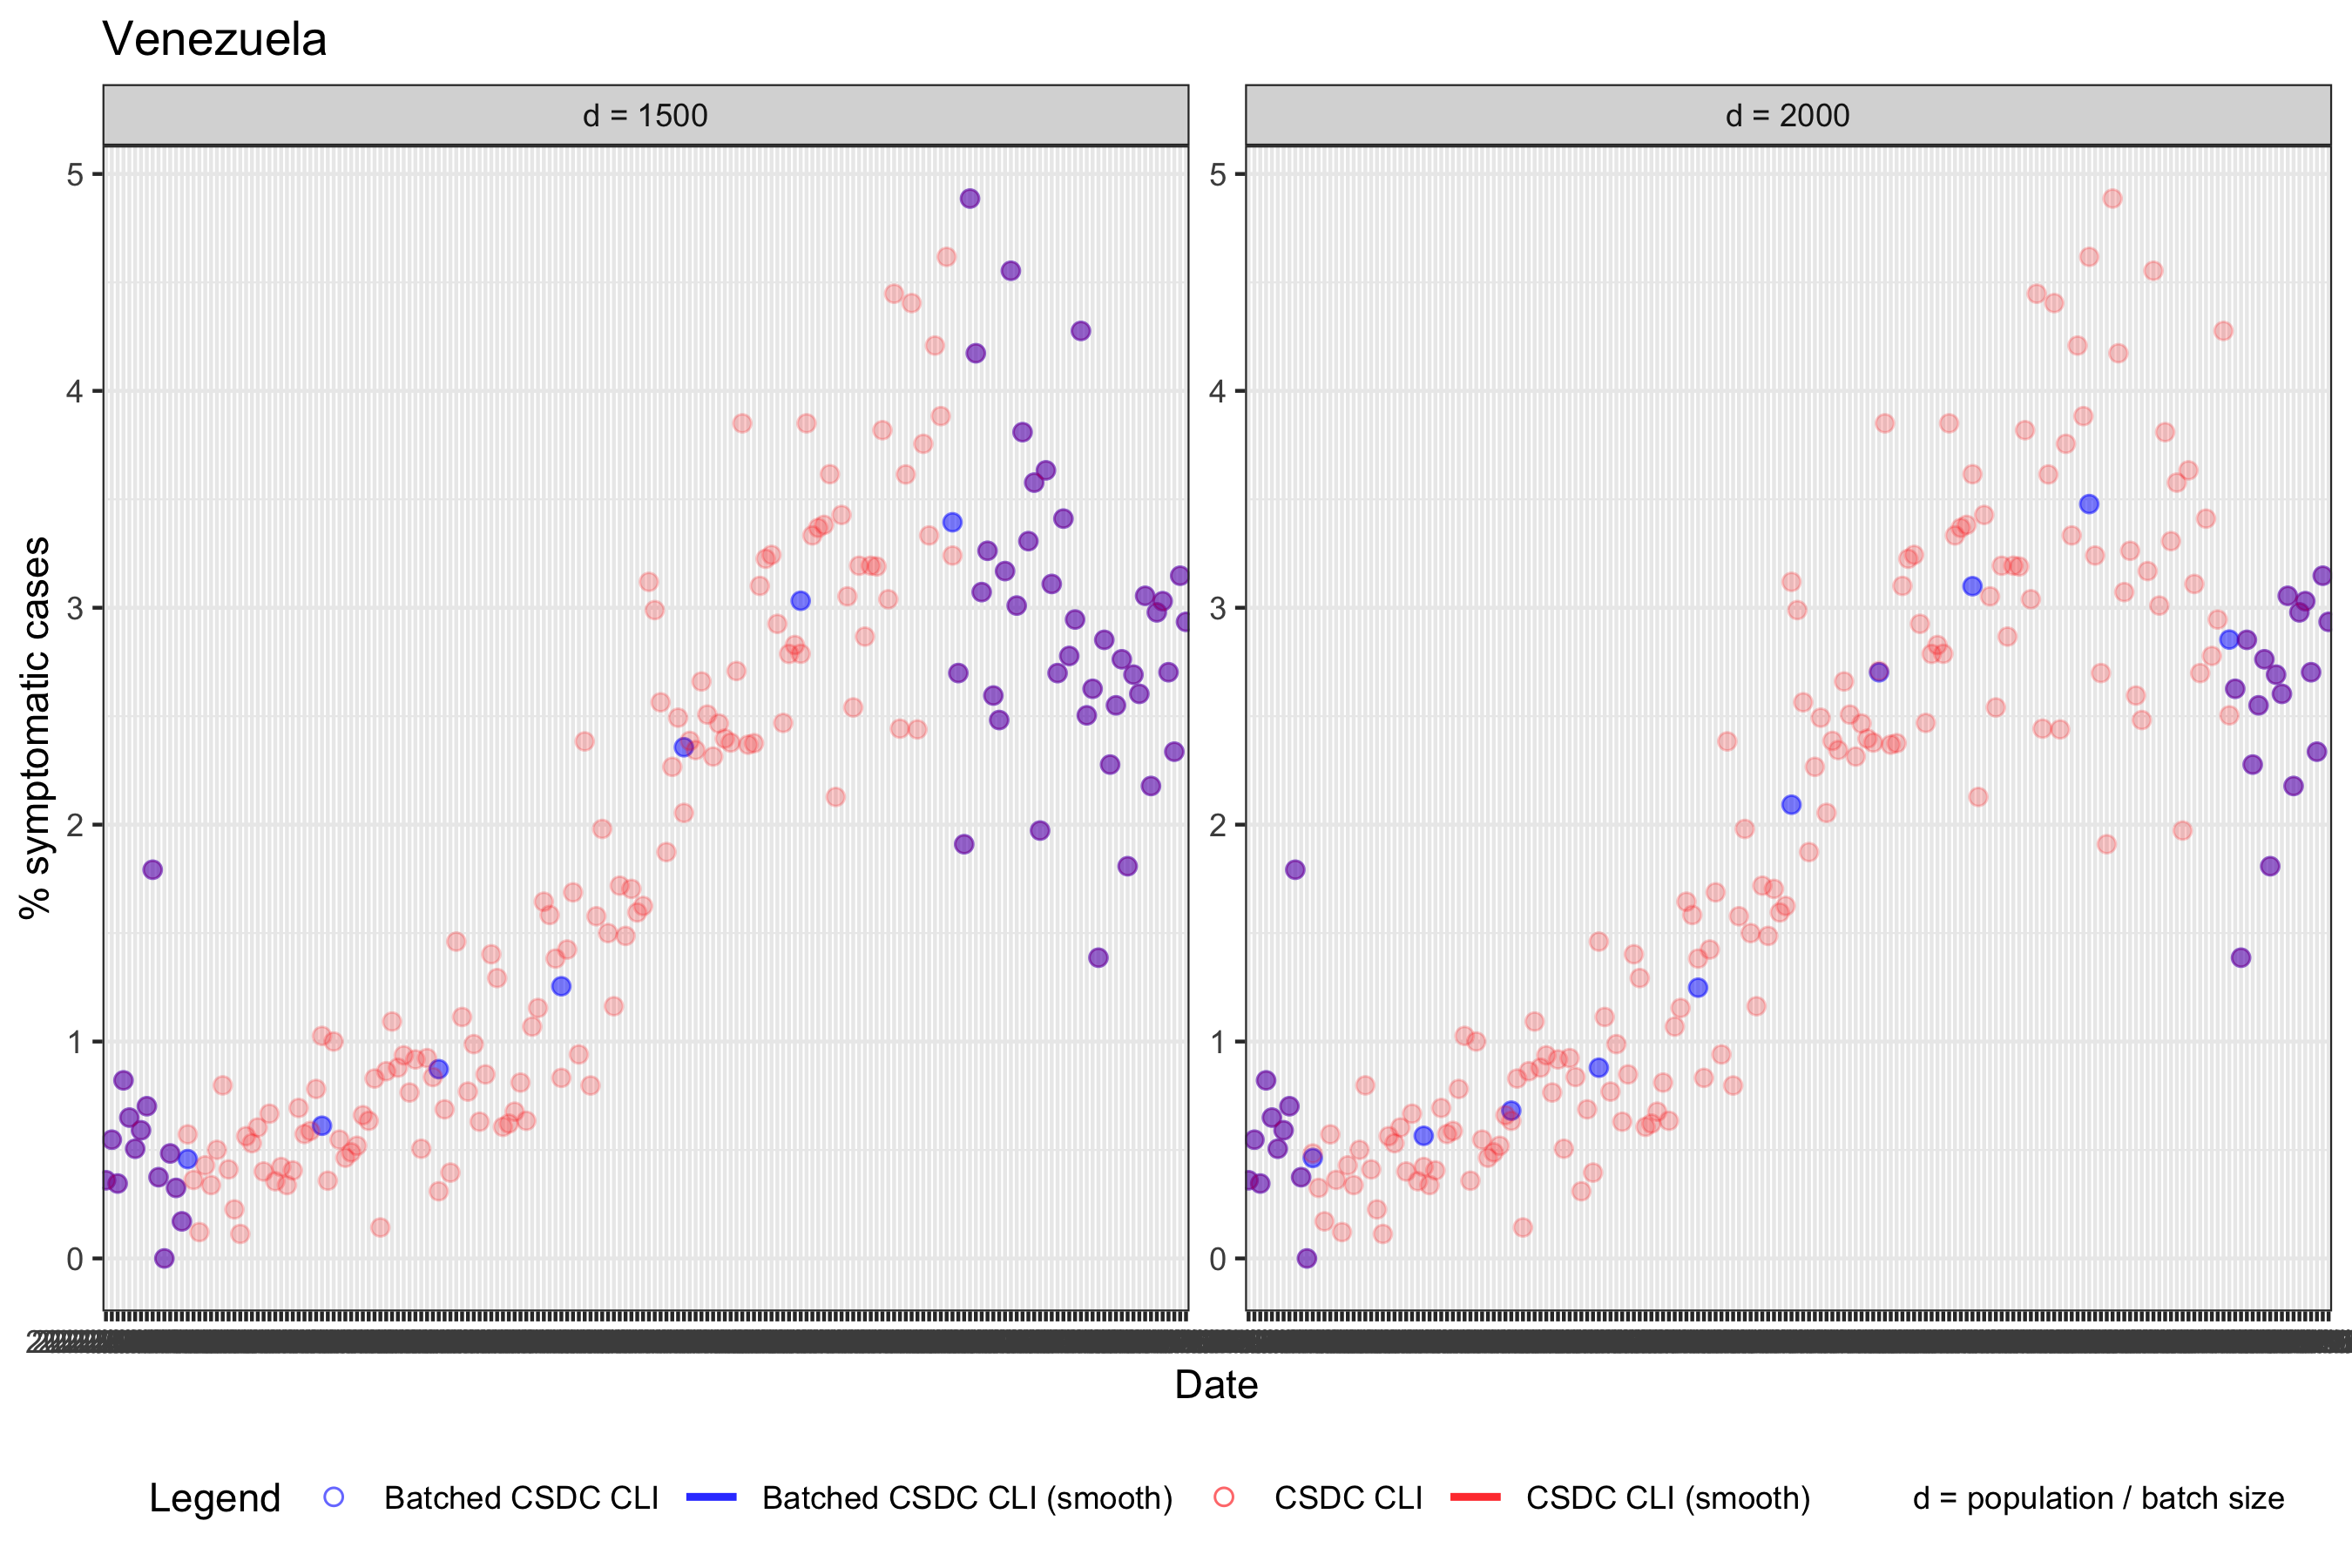 Venezuela
d = 1500
d = 2000
% symptomatic cases
5
4
3
2
1
0
5
4
3
2
1
0
Date
Legend
Batched CSDC CLI
Batched CSDC CLI (smooth)
CSDC CLI
CSDC CLI (smooth)
d = population / batch size